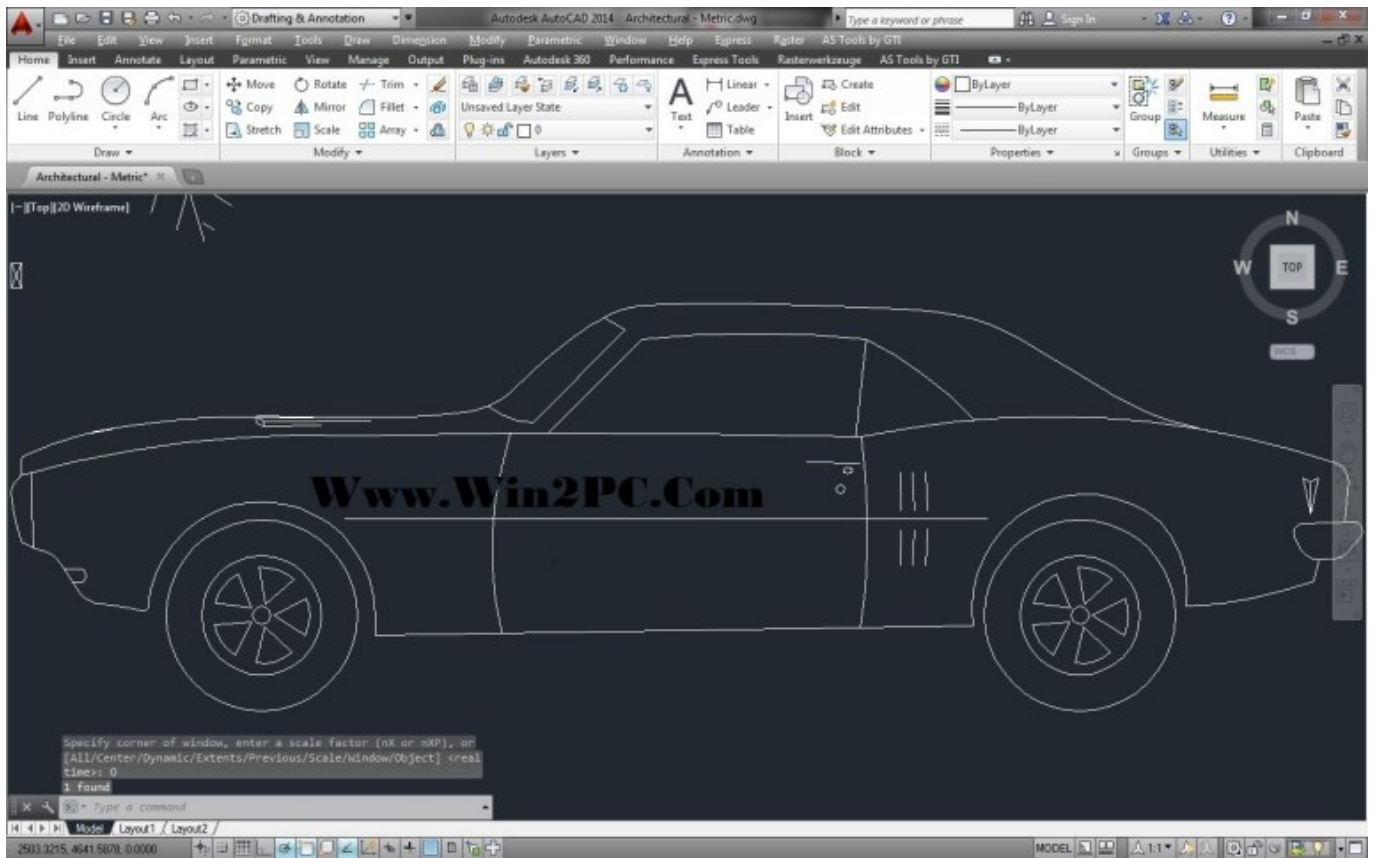 Drafting & Annotation Autodesk AutoCAD 2014 Architectural - Metric.dwg Type a keyword or phrase Sign In
File Edit View Insert Format Tools Draw Dimension Modify Parametric Window Help Express Raster AS Tools by GTI
Home Insert Annotate Layout Parametric View Manage Output Plug-ins Autodesk 360 Performance Express Tools Rasterwerkzeuge AS Tools by GTI
Move Rotate Trim Linear Create ByLayer
Copy Mirror Fillet Unsaved Layer State Leader Edit ByLayer
Line Polyline Circle Arc Text Insert Group Measure Paste
Stretch Scale Array 0 Table Edit Attributes ByLayer
Draw Modify Layers Annotation Block Properties Groups Utilities Clipboard
Architectural - Metric*
[–][Top][2D Wireframe]
N
W TOP E
S
WCS
Www.Win2PC.Com
Specify corner of window, enter a scale factor (nX or nXP), or
[All/Center/Dynamic/Extents/Previous/Scale/Window/Object] <real
time>: O
1 found
Type a command
Model Layout1 Layout2
2503.3215, 4641.5878, 0.0000 MODEL 1:1